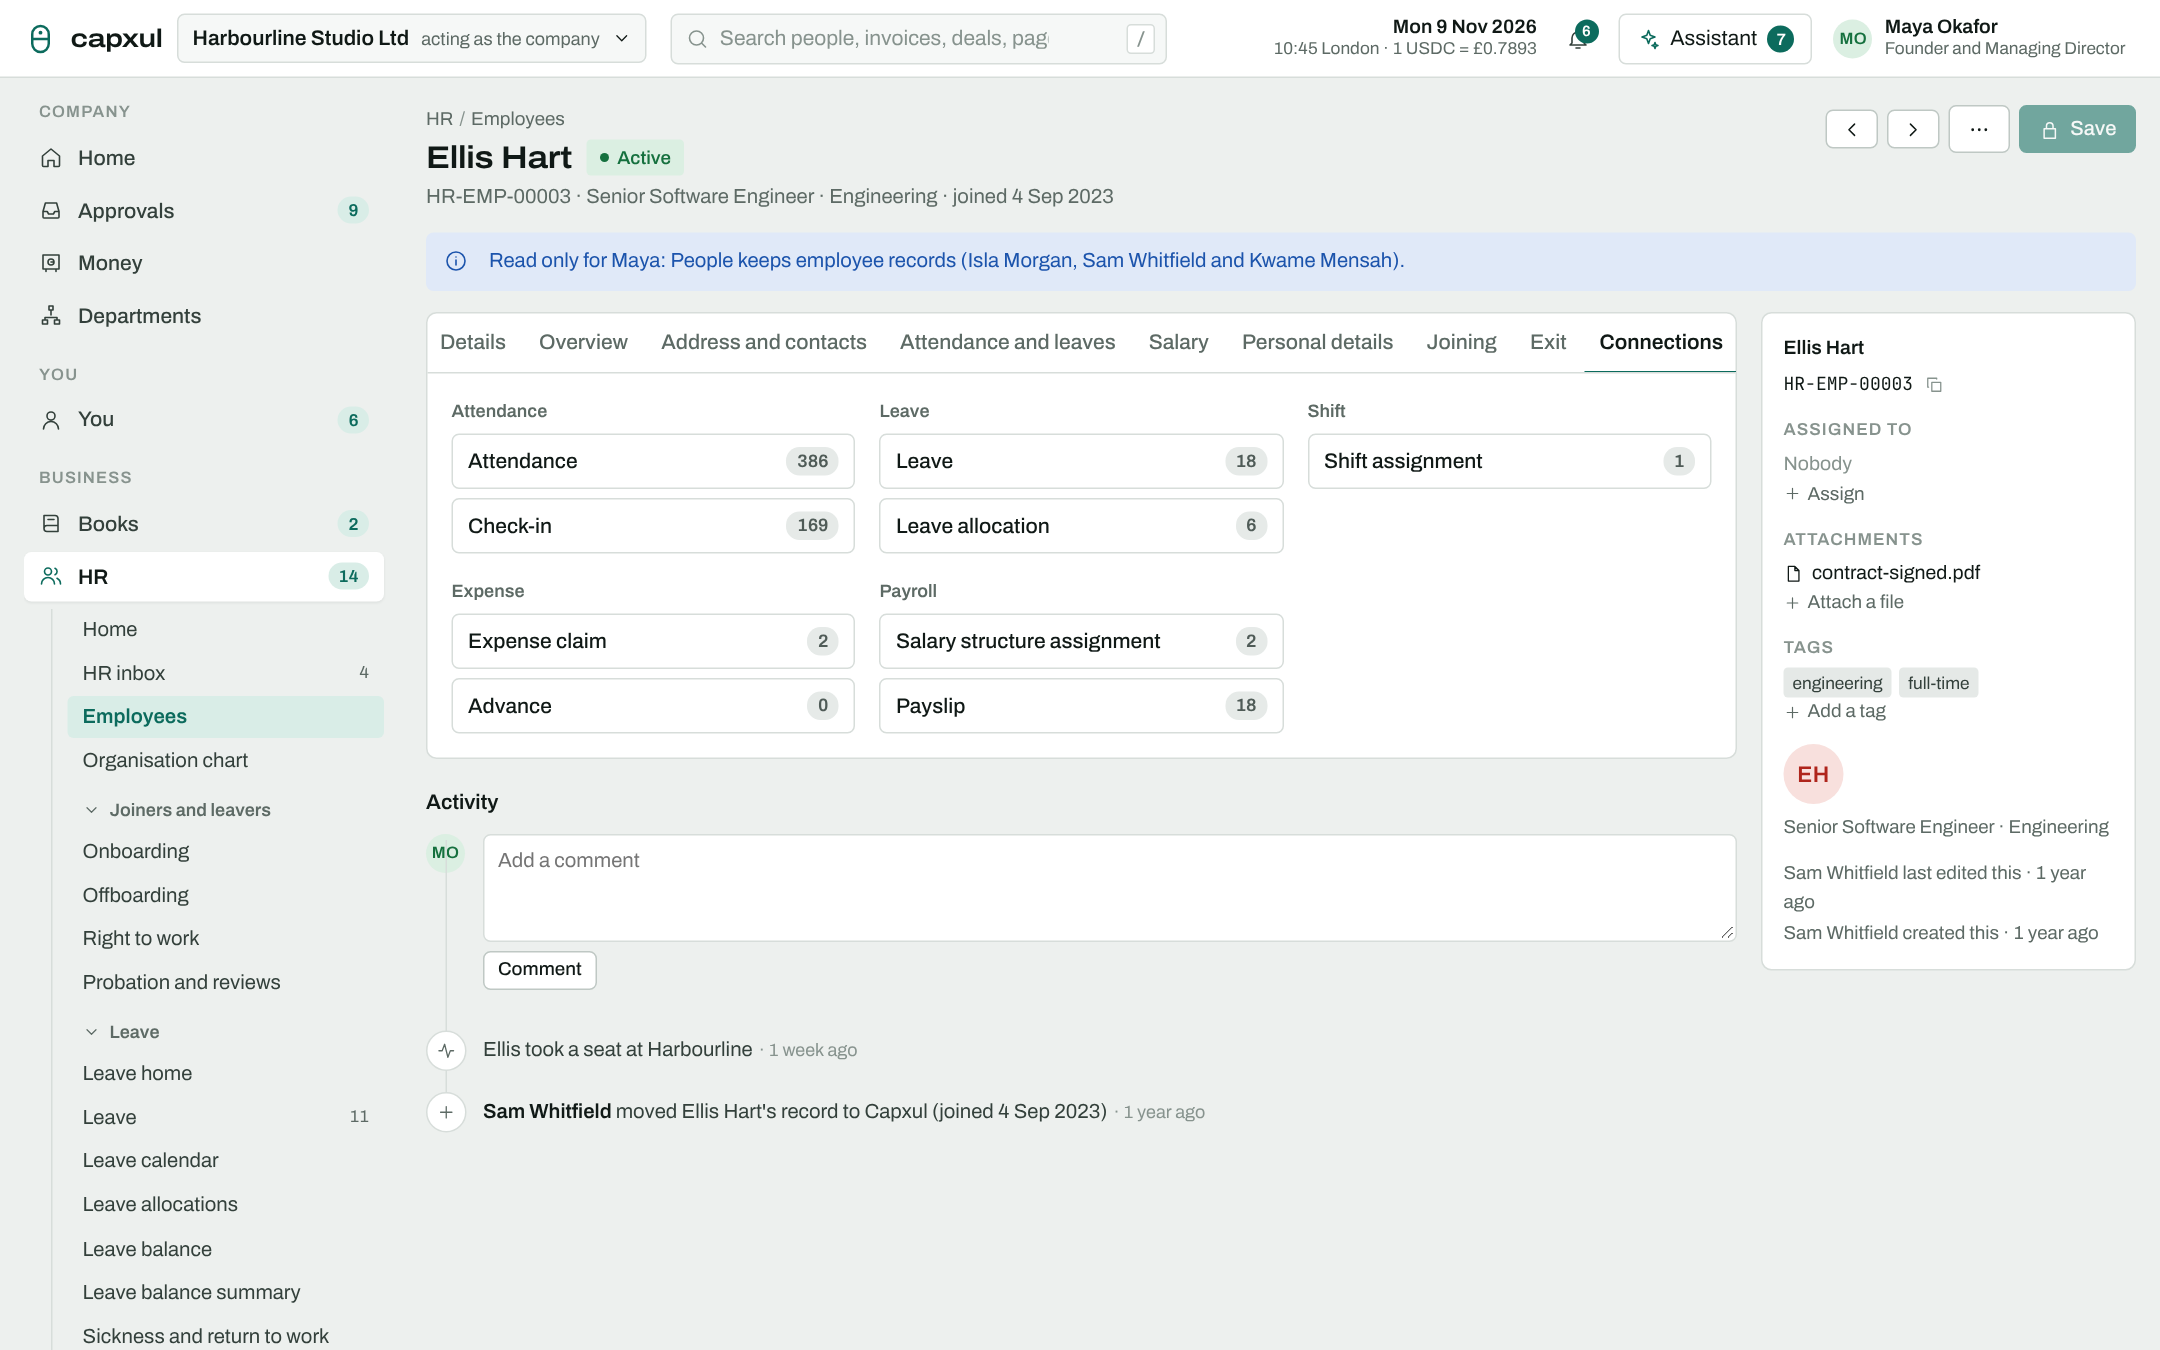 capxul
Harbourline Studio Ltd acting as the company
Search people, invoices, deals, pag
/
Mon 9 Nov 2026
10:45 London · 1 USDC = £0.7893
6
Assistant 7
MO
Maya Okafor
Founder and Managing Director
COMPANY
Home
Approvals 9
Money
Departments
YOU
You 6
BUSINESS
Books 2
HR 14
Home
HR inbox 4
Employees
Organisation chart
Joiners and leavers
Onboarding
Offboarding
Right to work
Probation and reviews
Leave
Leave home
Leave 11
Leave calendar
Leave allocations
Leave balance
Leave balance summary
Sickness and return to work
HR / Employees
Ellis Hart Active
HR-EMP-00003 · Senior Software Engineer · Engineering · joined 4 Sep 2023
... Save
Read only for Maya: People keeps employee records (Isla Morgan, Sam Whitfield and Kwame Mensah).
Details Overview Address and contacts Attendance and leaves Salary Personal details Joining Exit Connections
Attendance
Attendance 386
Check-in 169
Leave
Leave 18
Leave allocation 6
Shift
Shift assignment 1
Expense
Expense claim 2
Advance 0
Payroll
Salary structure assignment 2
Payslip 18
Activity
MO
Add a comment
Comment
Ellis took a seat at Harbourline · 1 week ago
Sam Whitfield moved Ellis Hart's record to Capxul (joined 4 Sep 2023) · 1 year ago
Ellis Hart
HR-EMP-00003
ASSIGNED TO
Nobody
+ Assign
ATTACHMENTS
contract-signed.pdf
+ Attach a file
TAGS
engineering full-time
+ Add a tag
EH
Senior Software Engineer · Engineering
Sam Whitfield last edited this · 1 year
ago
Sam Whitfield created this · 1 year ago